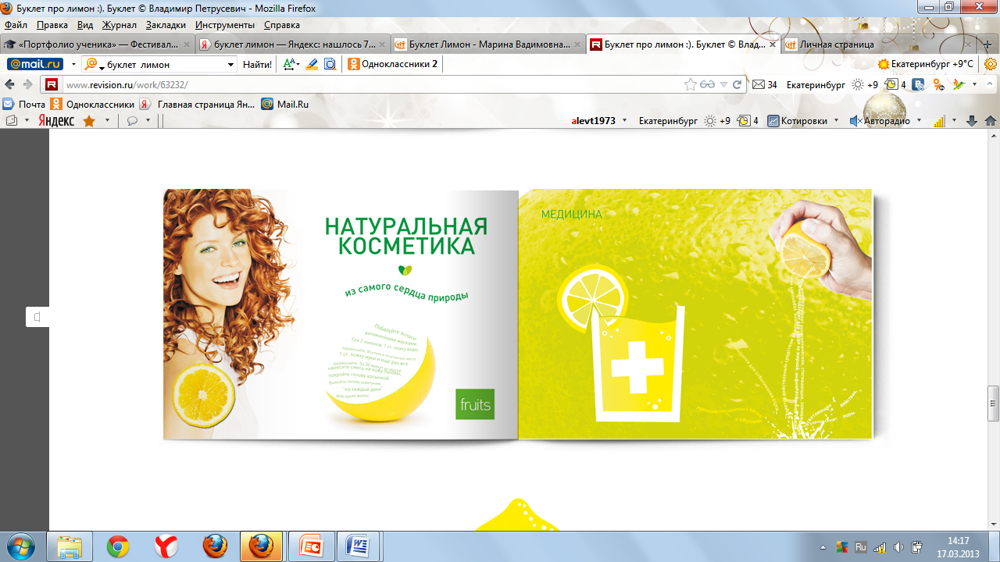 Буклет про лимон :). Буклет © Владимир Петрусевич - Mozilla Firefox
Файл Правка Вид Журнал Закладки Инструменты Справка
«Портфолио ученика» — Фестивал...
буклет лимон — Яндекс: нашлось 7...
Буклет Лимон - Марина Вадимовна...
Буклет про лимон :). Буклет © Влад...
Личная страница
@mail.ru буклет лимон Найти! Одноклассники 2 Екатеринбург +9°C
www.revision.ru/work/63232/ 34 Екатеринбург +9 4
Почта Одноклассники Главная страница Ян... Mail.Ru
Яндекс alevt1973 Екатеринбург +9 4 Котировки Авторадио
НАТУРАЛЬНАЯ
КОСМЕТИКА
из самого сердца природы
Побалуйте волосы
витаминными масками.
Сок 2 лимонов, 1 ст. ложку воды,
1 ст. ложку муки и еще раз всё
размешайте. За 30 минут до мытья
нанесите смесь на кожу головы,
покройте голову косынкой.
Вымойте голову шампунем
"на каждый день"
для сухих волос.
fruits
МЕДИЦИНА
Ru
14:17
17.03.2013